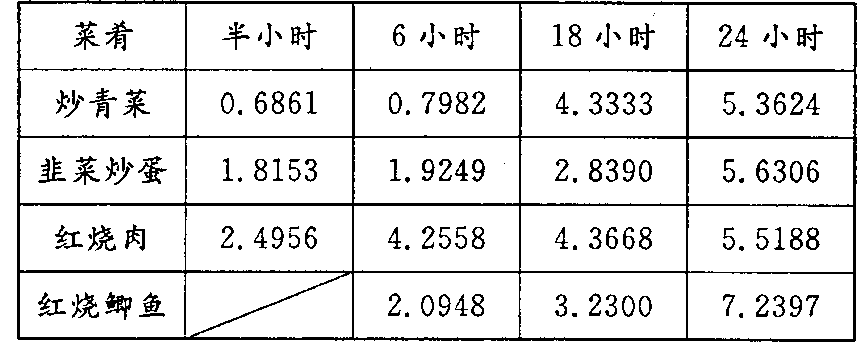 菜肴 半小时 6 小时 18 小时 24 小时
炒青菜 0.6861 0.7982 4.3333 5.3624
韭菜炒蛋 1.8153 1.9249 2.8390 5.6306
红烧肉 2.4956 4.2558 4.3668 5.5188
红烧鲫鱼 2.0948 3.2300 7.2397